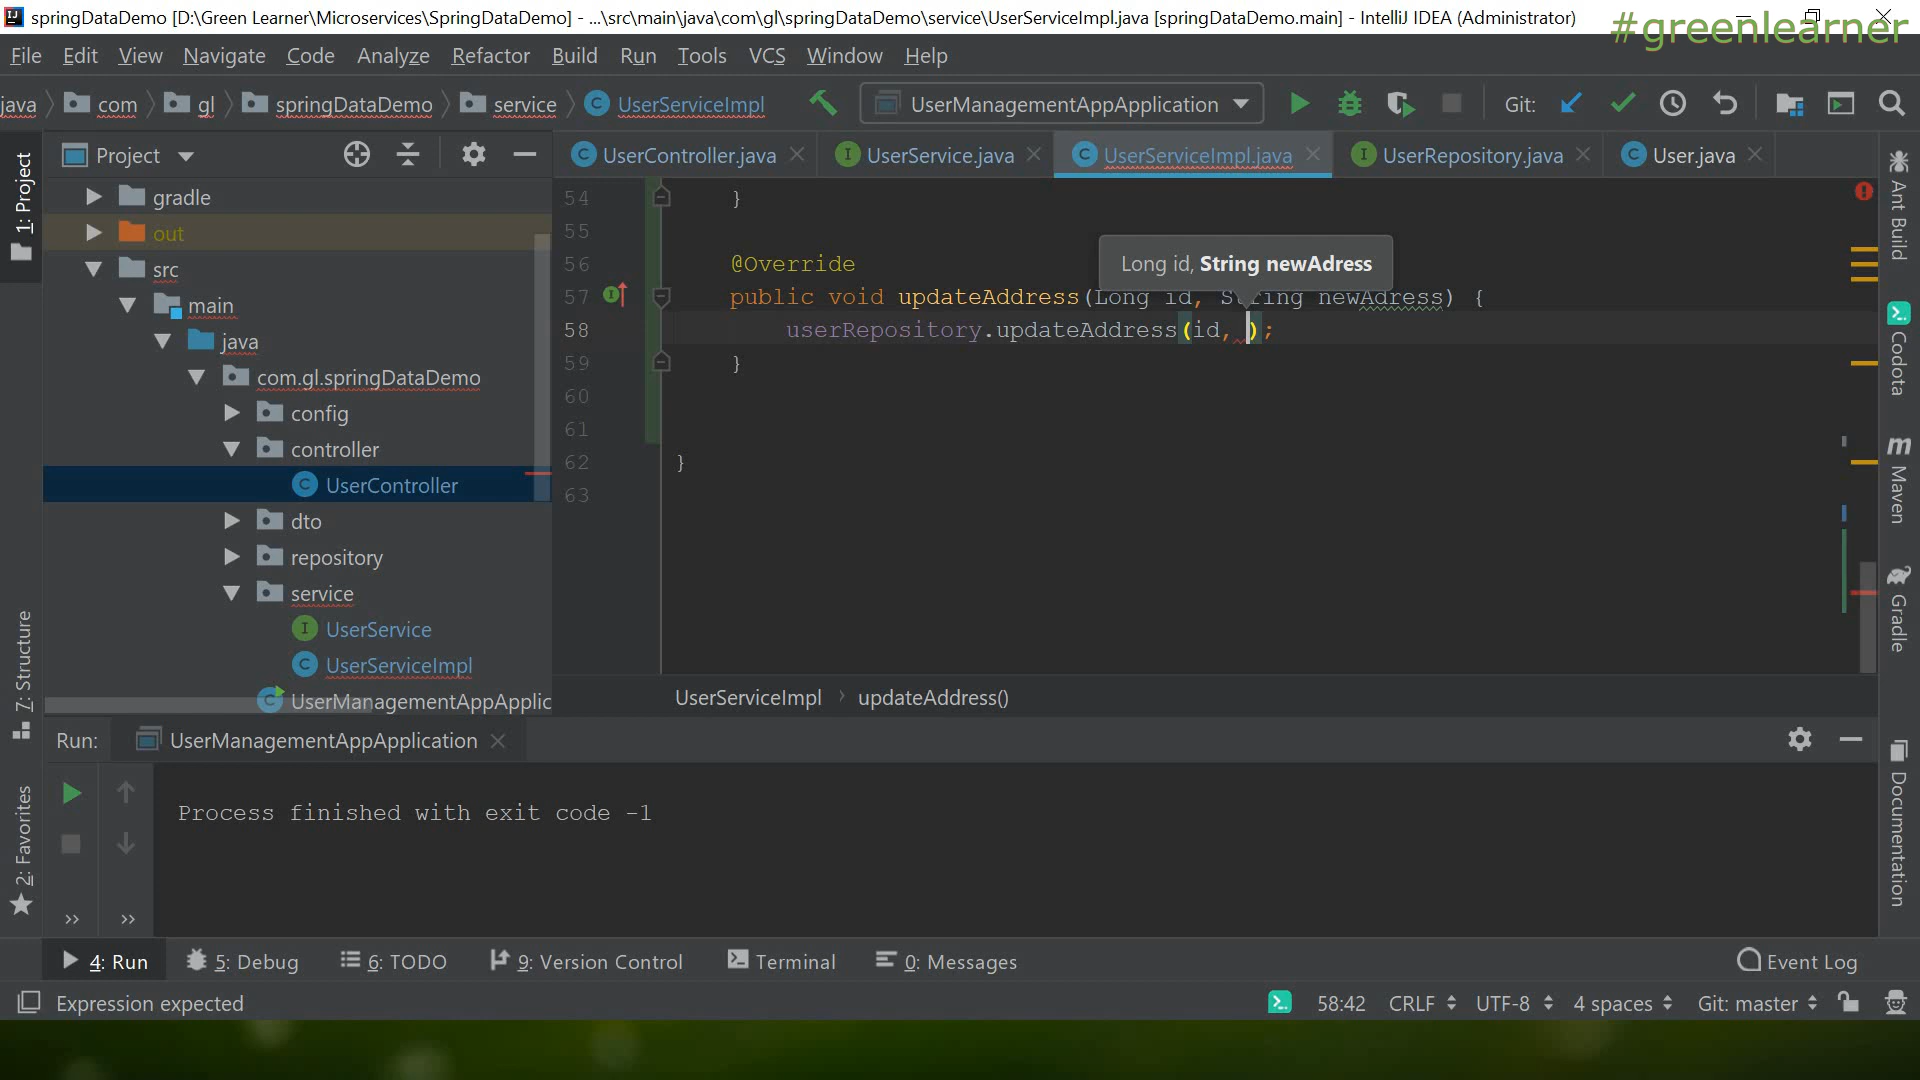 springDataDemo [D:\Green Learner\Microservices\SpringDataDemo] - ...\src\main\java\com\gl\springDataDemo\service\UserServiceImpl.java [springDataDemo.main] - IntelliJ IDEA (Administrator)
#greenlearner
File Edit View Navigate Code Analyze Refactor Build Run Tools VCS Window Help
java com gl springDataDemo service UserServiceImpl UserManagementAppApplication Git:
1: Project
Project
UserController.java UserService.java UserServiceImpl.java UserRepository.java User.java
gradle
out
src
main
java
com.gl.springDataDemo
config
controller
UserController
dto
repository
service
UserService
UserServiceImpl
UserManagementAppApplic
54 }
55
56 @Override
Long id, String newAdress
57 public void updateAddress(Long id, String newAdress) {
58 userRepository.updateAddress(id, );
59 }
60
61
62 }
63
UserServiceImpl updateAddress()
Ant Build
Codota
Maven
Gradle
Documentation
7: Structure
2: Favorites
Run: UserManagementAppApplication
Process finished with exit code -1
4: Run 5: Debug 6: TODO 9: Version Control Terminal 0: Messages Event Log
Expression expected 58:42 CRLF UTF-8 4 spaces Git: master